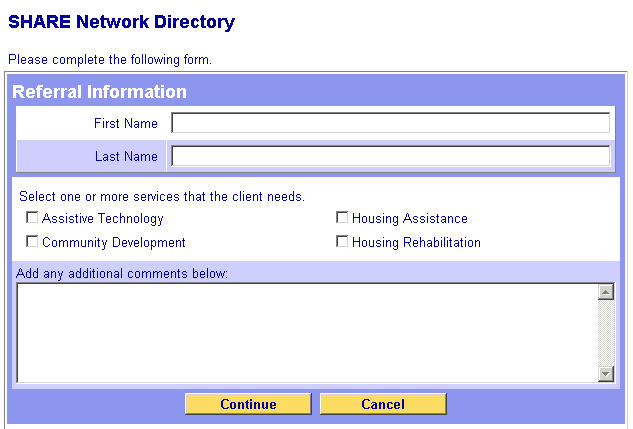 SHARE Network Directory
Please complete the following form.
Referral Information
First Name
Last Name
Select one or more services that the client needs.
Assistive Technology Housing Assistance
Community Development Housing Rehabilitation
Add any additional comments below:
Continue Cancel